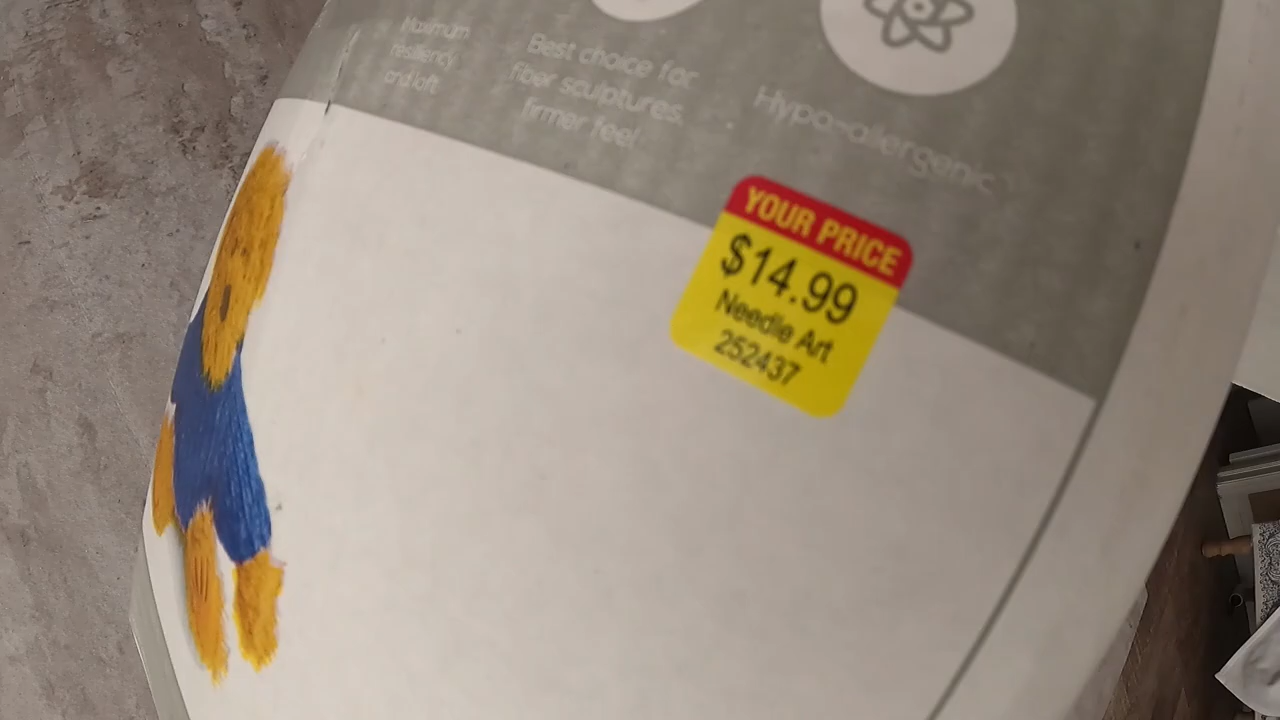 Maximum
resiliency
and loft
Best choice for
fiber sculptures.
firmer feel
Hypo-allergenic
YOUR PRICE
$14.99
Needle Art
252437